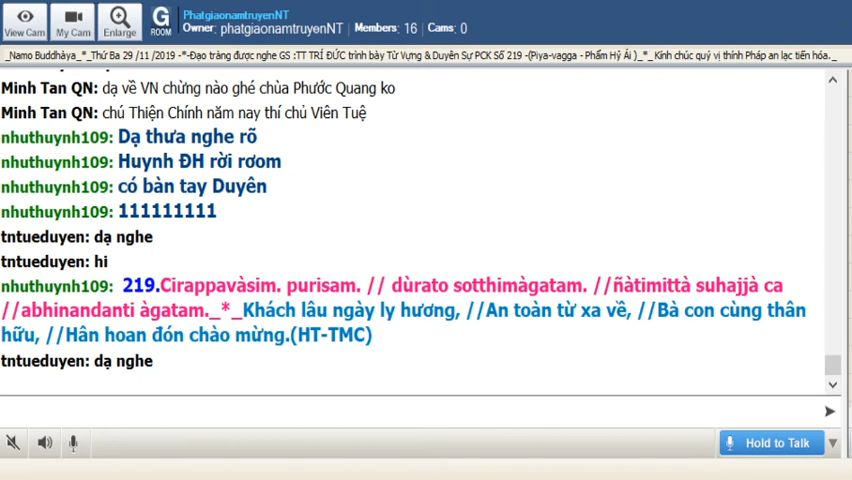 PhatgiaonamtruyenNT
Owner: phatgiaonamtruyenNT Members: 16 Cams: 0
View Cam My Cam Enlarge G ROOM
_Namo Buddhàya_*_Thứ Ba 29 /11 /2019 -*-Đạo tràng được nghe GS :TT TRÍ ĐỨC trình bày Từ Vựng & Duyên Sự PCK Số 219 -(Piya-vagga - Phẩm Hỷ Ái )_*_ Kính chúc quý vị thính Pháp an lạc tiến hóa._
Minh Tan QN: dạ về VN chừng nào ghé chùa Phước Quang ko
Minh Tan QN: chú Thiện Chính năm nay thí chủ Viên Tuệ
nhuthuynh109: Dạ thưa nghe rõ
nhuthuynh109: Huynh ĐH rời rơom
nhuthuynh109: có bàn tay Duyên
nhuthuynh109: 111111111
tntueduyen: dạ nghe
tntueduyen: hi
nhuthuynh109: 219.Cirappavàsim. purisam. // dùrato sotthimàgatam. //ñàtimittà suhajjà ca
//abhinandanti àgatam._*_Khách lâu ngày ly hương, //An toàn từ xa về, //Bà con cùng thân
hữu, //Hân hoan đón chào mừng.(HT-TMC)
tntueduyen: dạ nghe
Hold to Talk